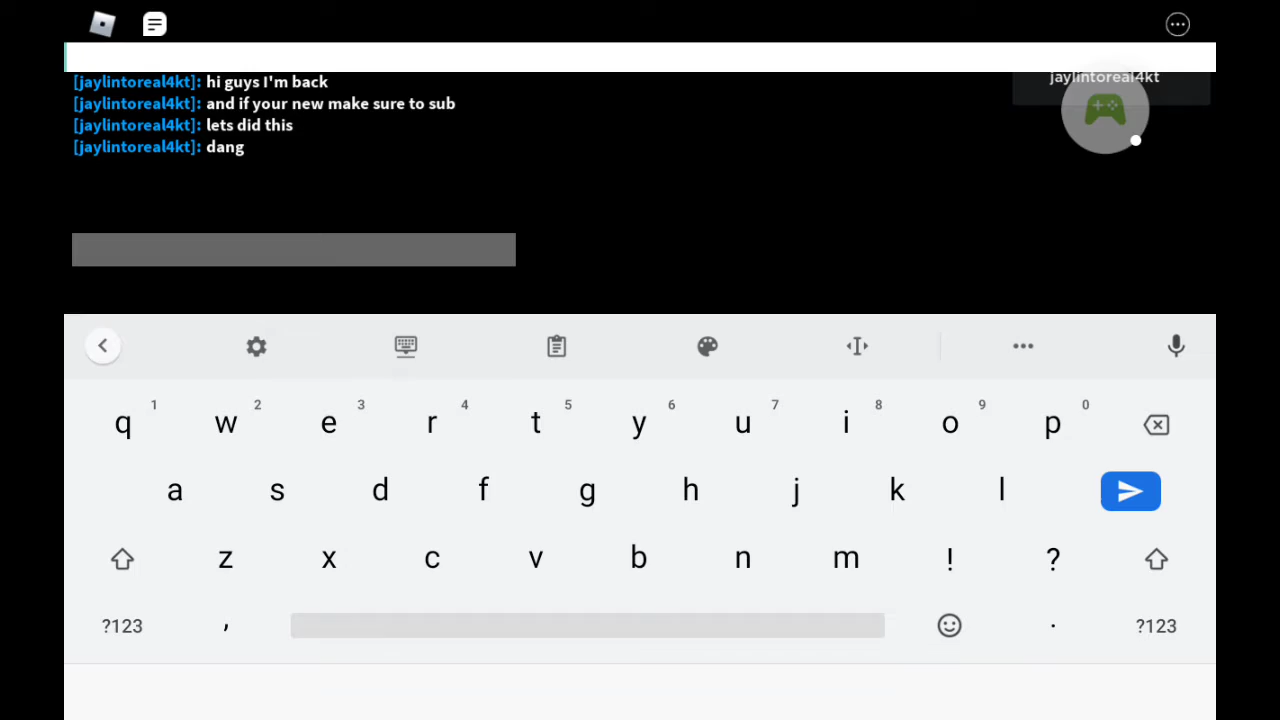 jaylintoreal4kt
[jaylintoreal4kt]: hi guys I'm back
[jaylintoreal4kt]: and if your new make sure to sub
[jaylintoreal4kt]: lets did this
[jaylintoreal4kt]: dang
1 2 3 4 5 6 7 8 9 0
q w e r t y u i o p
a s d f g h j k l
z x c v b n m ! ?
?123 , . ?123